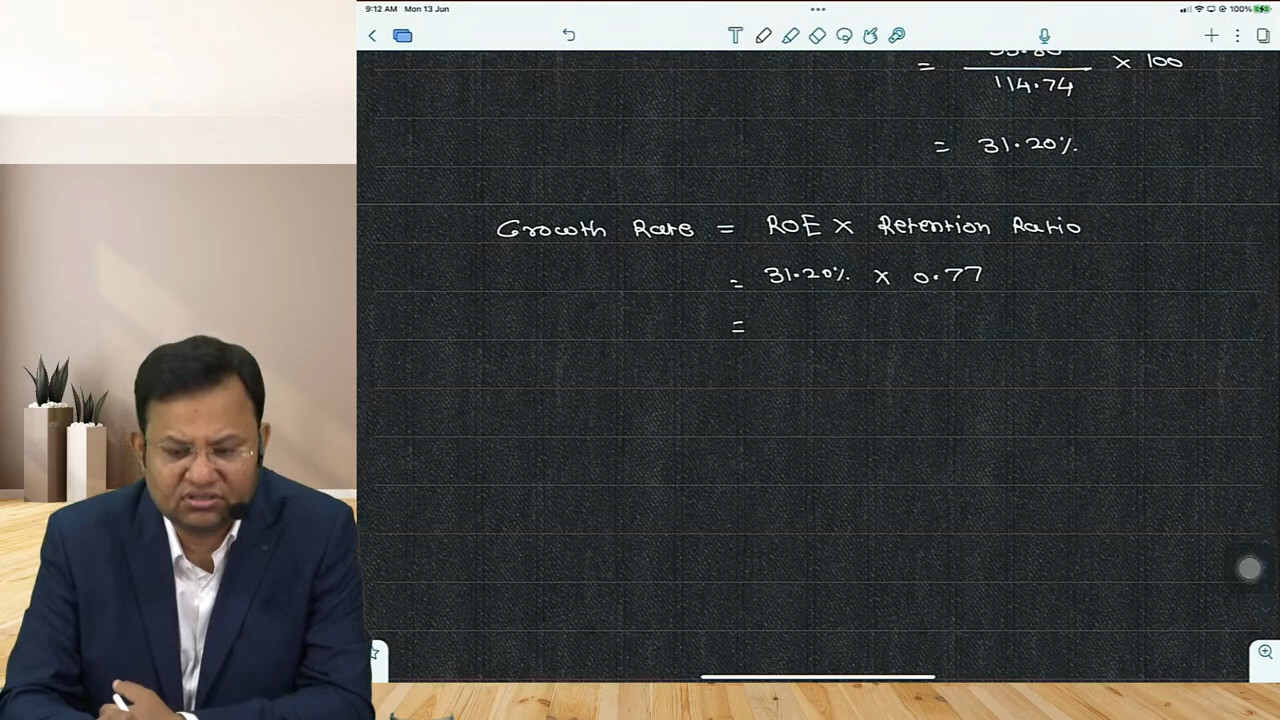 9:12 AM Mon 13 Jun
100%
= × 100
114.74
= 31.20%
Growth Rate = ROE × Retention Ratio
= 31.20% × 0.77
=